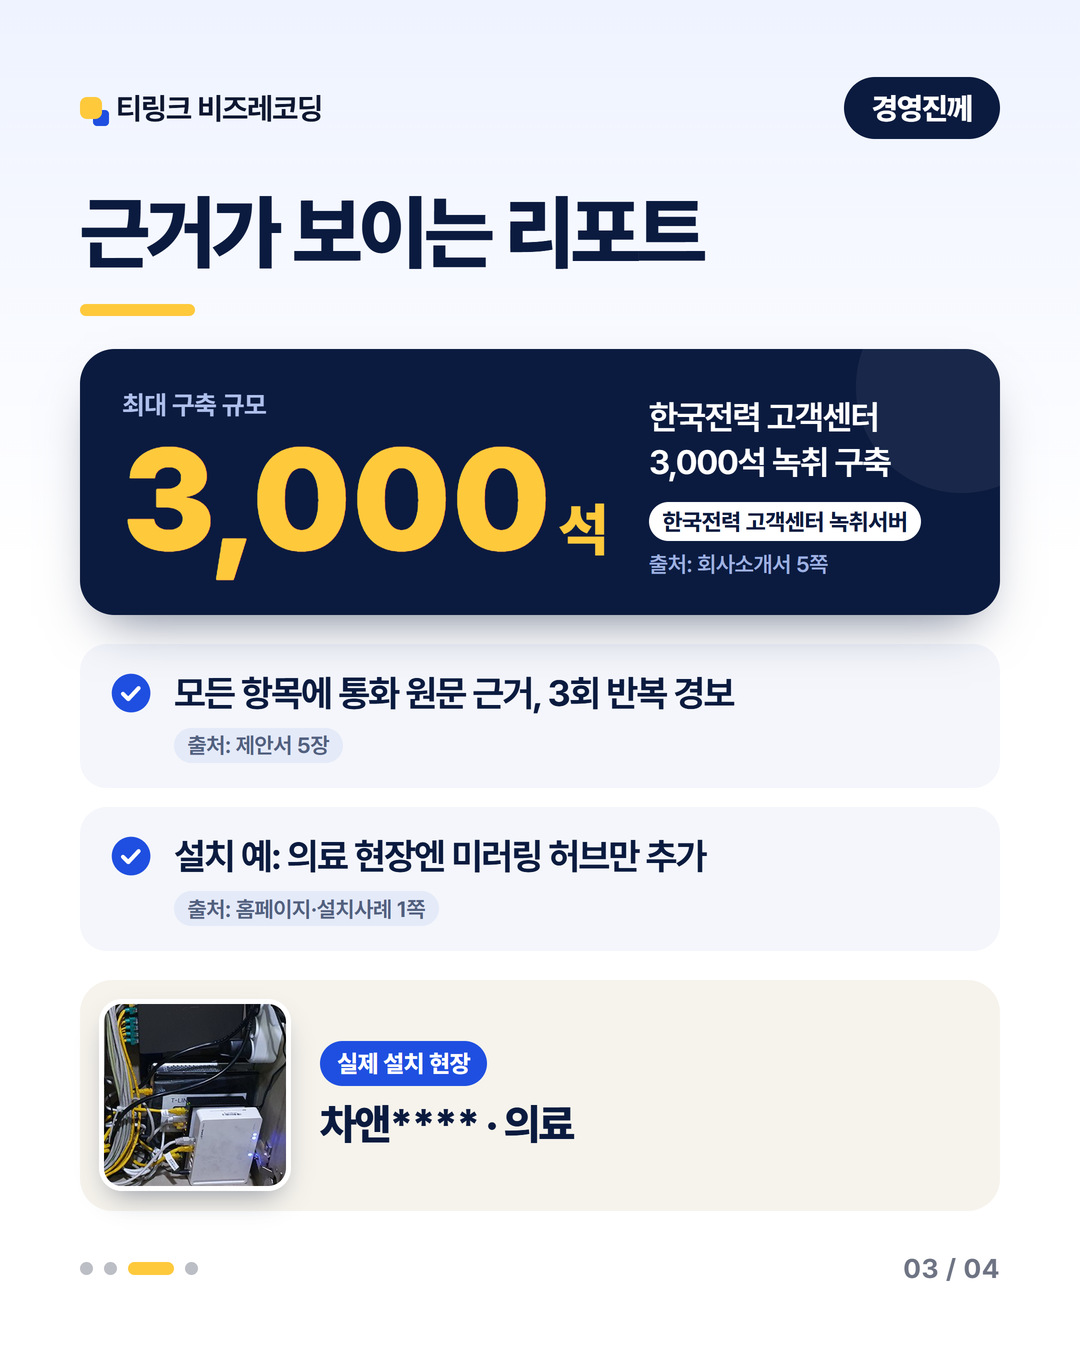 티링크 비즈레코딩
경영진께
근거가 보이는 리포트
최대 구축 규모
3,000석
한국전력 고객센터
3,000석 녹취 구축
한국전력 고객센터 녹취서버
출처: 회사소개서 5쪽
모든 항목에 통화 원문 근거, 3회 반복 경보
출처: 제안서 5장
설치 예: 의료 현장엔 미러링 허브만 추가
출처: 홈페이지·설치사례 1쪽
실제 설치 현장
차앤**** · 의료
03 / 04